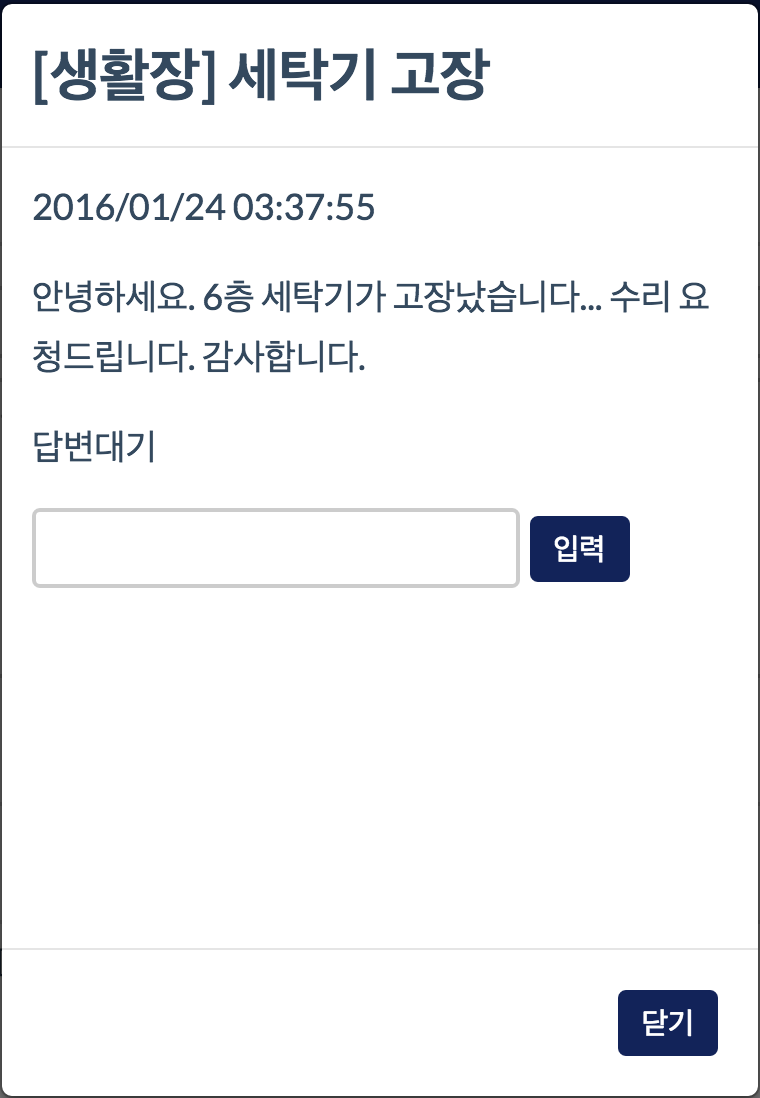 [생활장] 세탁기 고장
2016/01/24 03:37:55
안녕하세요. 6층 세탁기가 고장났습니다... 수리 요
청드립니다. 감사합니다.
답변대기
입력
닫기